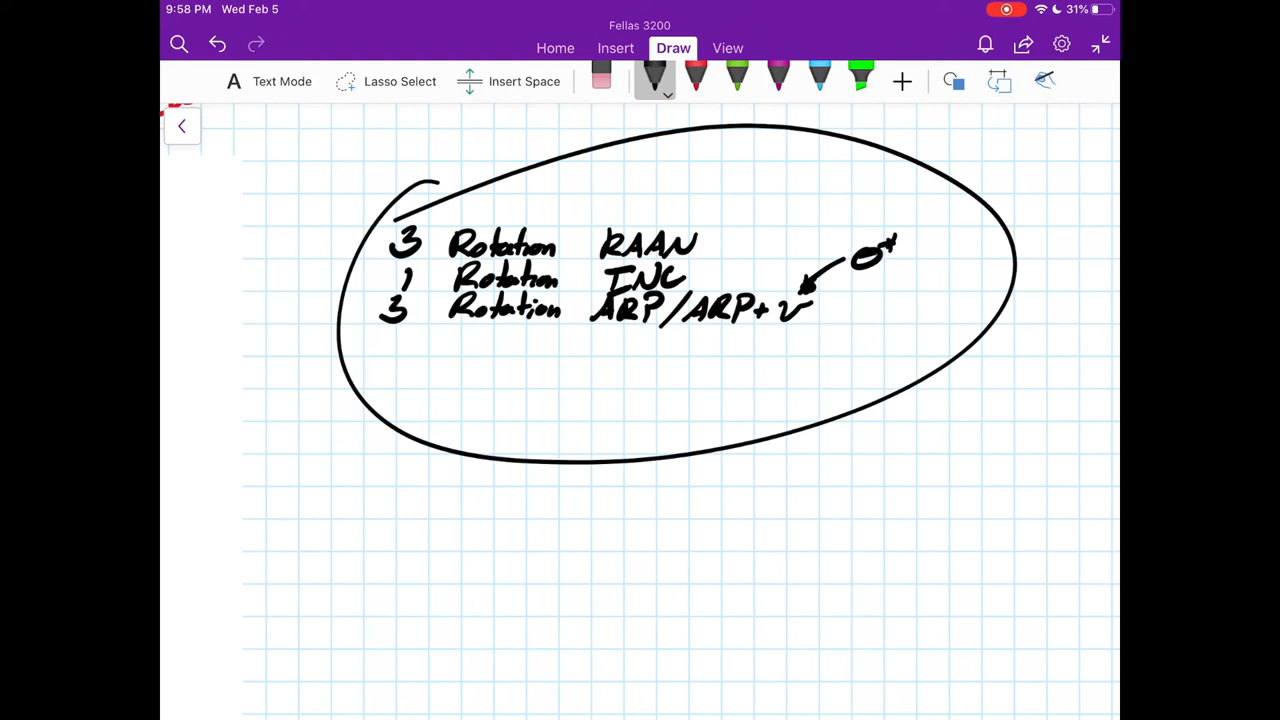 9:58 PM Wed Feb 5 31%
Fellas 3200
Home Insert Draw View
A Text Mode Lasso Select Insert Space
3 Rotation RAAN
1 Rotation INC
3 Rotation ARP/ARP+ν θ*